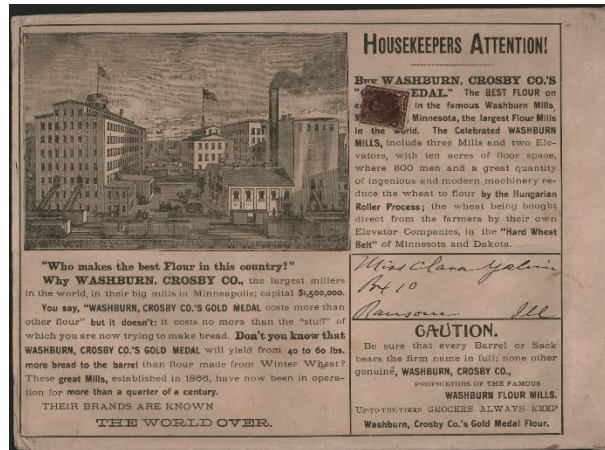 HOUSEKEEPERS ATTENTION!
BUY WASHBURN, CROSBY CO.'S
EDAL." The BEST FLOUR on
in the famous Washburn Mills,
Minnesota, the largest Flour Mills
in the world. The Celebrated WASHBURN
MILLS, include three Mills and two Ele-
vators, with ten acres of floor space,
where 800 men and a great quantity
of ingenious and modern machinery re-
duce the wheat to flour by the Hungarian
Roller Process; the wheat being bought
direct from the farmers by their own
Elevator Companies, in the "Hard Wheat
Belt" of Minnesota and Dakota.
"Who makes the best Flour in this country?"
Why WASHBURN, CROSBY CO., the largest millers
in the world, in their big mills in Minneapolis; capital $1,500,000.
You say, "WASHBURN, CROSBY CO.'S GOLD MEDAL costs more than
other flour" but it doesn't; it costs no more than the "stuff" of
which you are now trying to make bread. Don't you know that
WASHBURN, CROSBY CO.'S GOLD MEDAL will yield from 40 to 60 lbs.
more bread to the barrel than flour made from Winter Wheat?
These great Mills, established in 1866, have now been in opera-
tion for more than a quarter of a century.
THEIR BRANDS ARE KNOWN
THE WORLD OVER.
Miss Clara Galvin
Bx 10
Ransom Ill
CAUTION.
Be sure that every Barrel or Sack
bears the firm name in full; none other
genuine, WASHBURN, CROSBY CO.,
PROPRIETORS OF THE FAMOUS
WASHBURN FLOUR MILLS.
UP-TO-THE-TIMES GROCERS ALWAYS KEEP
Washburn, Crosby Co.'s Gold Medal Flour.